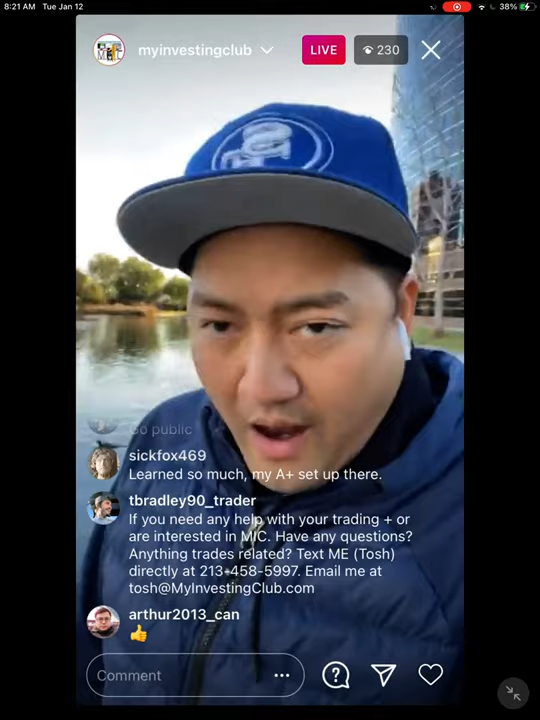 8:21 AM Tue Jan 12
38%
myinvestingclub
LIVE
230
Go public
sickfox469
Learned so much, my A+ set up there.
tbradley90_trader
If you need any help with your trading + or
are interested in MIC. Have any questions?
Anything trades related? Text ME (Tosh)
directly at 213-458-5997. Email me at
tosh@MyInvestingClub.com
arthur2013_can
👍
Comment